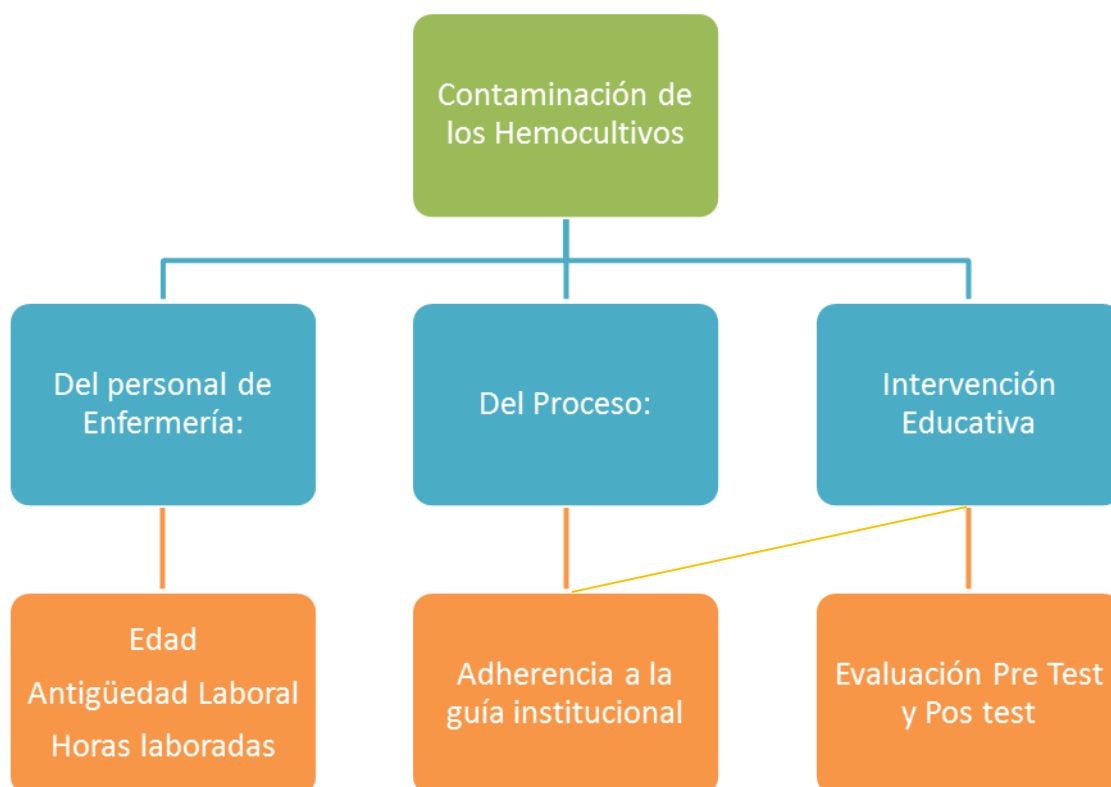 Contaminación de
los Hemocultivos
Del personal de
Enfermería:
Del Proceso:
Intervención
Educativa
Edad
Antigüedad Laboral
Horas laboradas
Adherencia a la
guía institucional
Evaluación Pre Test
y Pos test